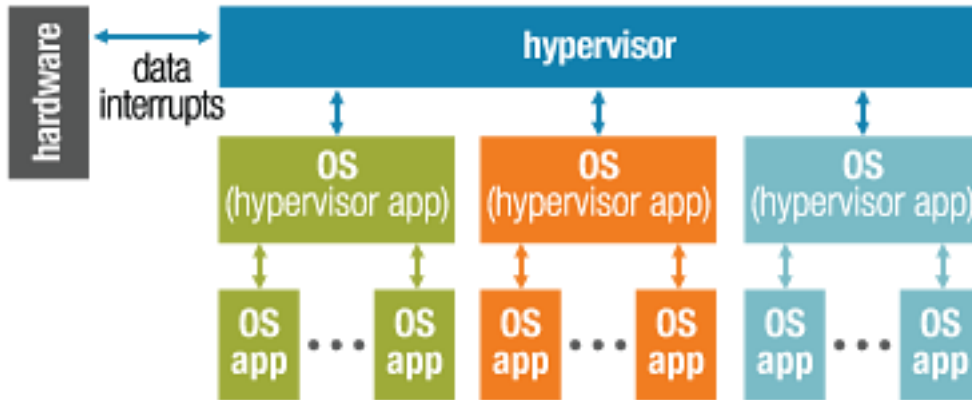 hardware
data
interrupts
hypervisor
OS
(hypervisor app)
OS
(hypervisor app)
OS
(hypervisor app)
OS
app
OS
app
OS
app
OS
app
OS
app
OS
app